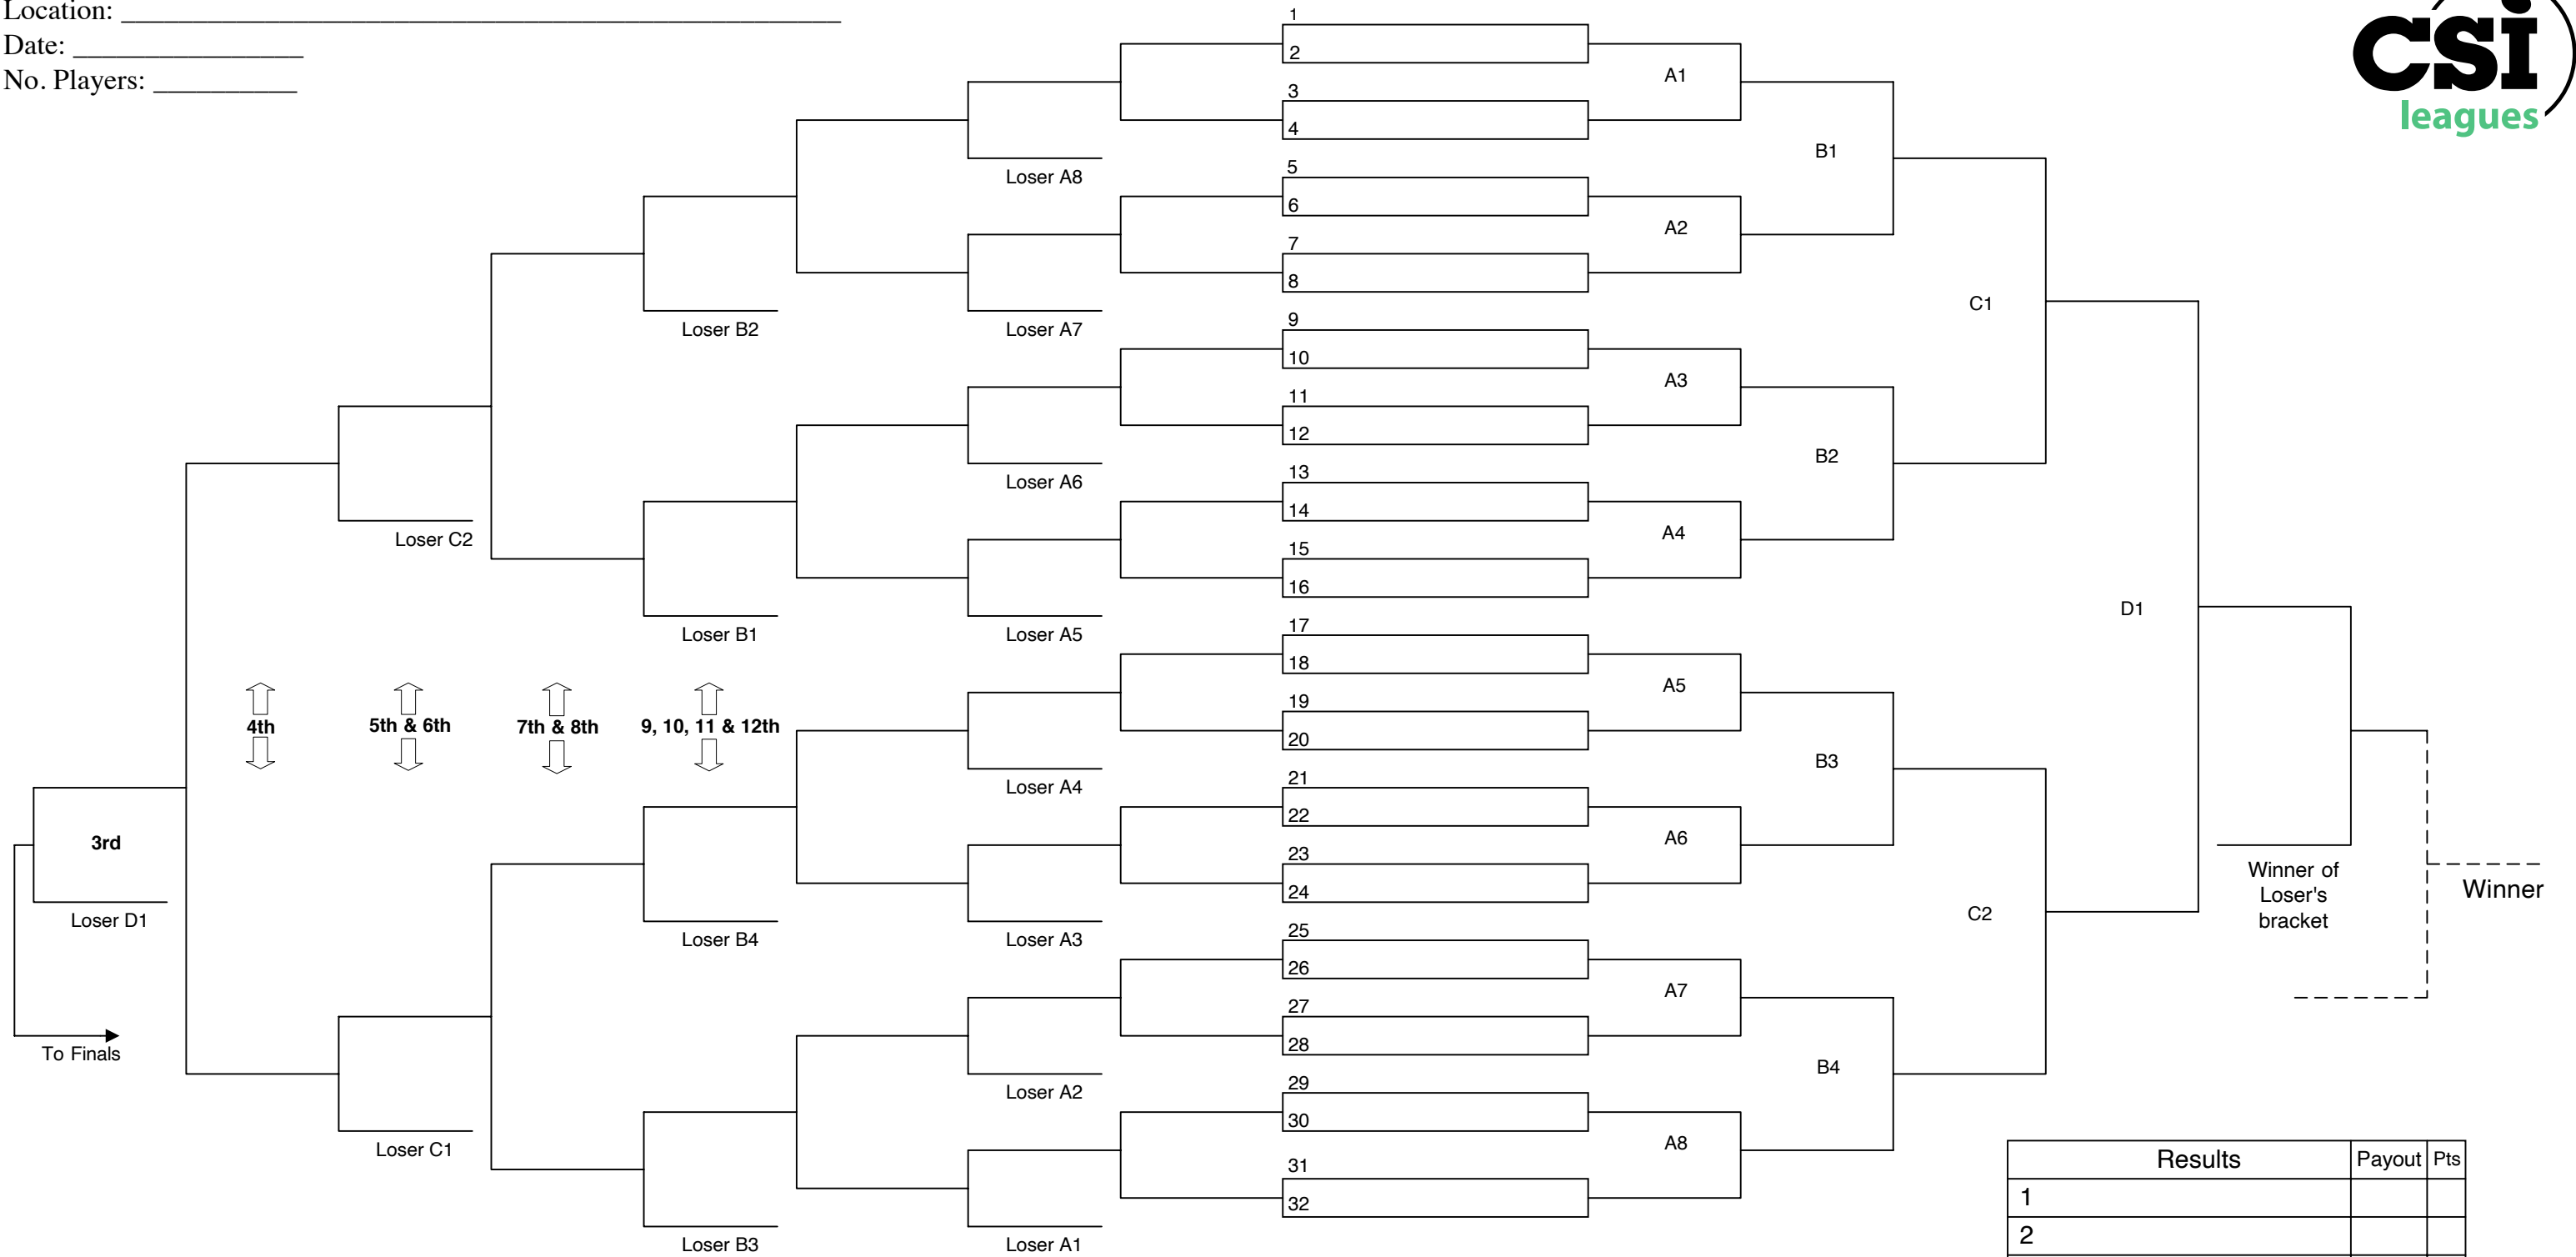 Location: ________________________________________________
Date: ________________
No. Players: __________
csi
leagues
1
2
A1
3
4
B1
5
Loser A8
6
A2
7
8
C1
9
Loser B2
Loser A7
10
A3
11
12
B2
13
Loser A6
14
A4
Loser C2
15
16
D1
17
Loser B1
Loser A5
18
A5
19
4th
5th & 6th
7th & 8th
9, 10, 11 & 12th
20
B3
21
Loser A4
22
A6
3rd
23
Winner of
Loser's
bracket
Winner
24
C2
Loser D1
25
Loser B4
Loser A3
26
A7
27
28
To Finals
B4
29
Loser A2
30
A8
Loser C1
31
32
Results Payout Pts
1
2
Loser B3
Loser A1